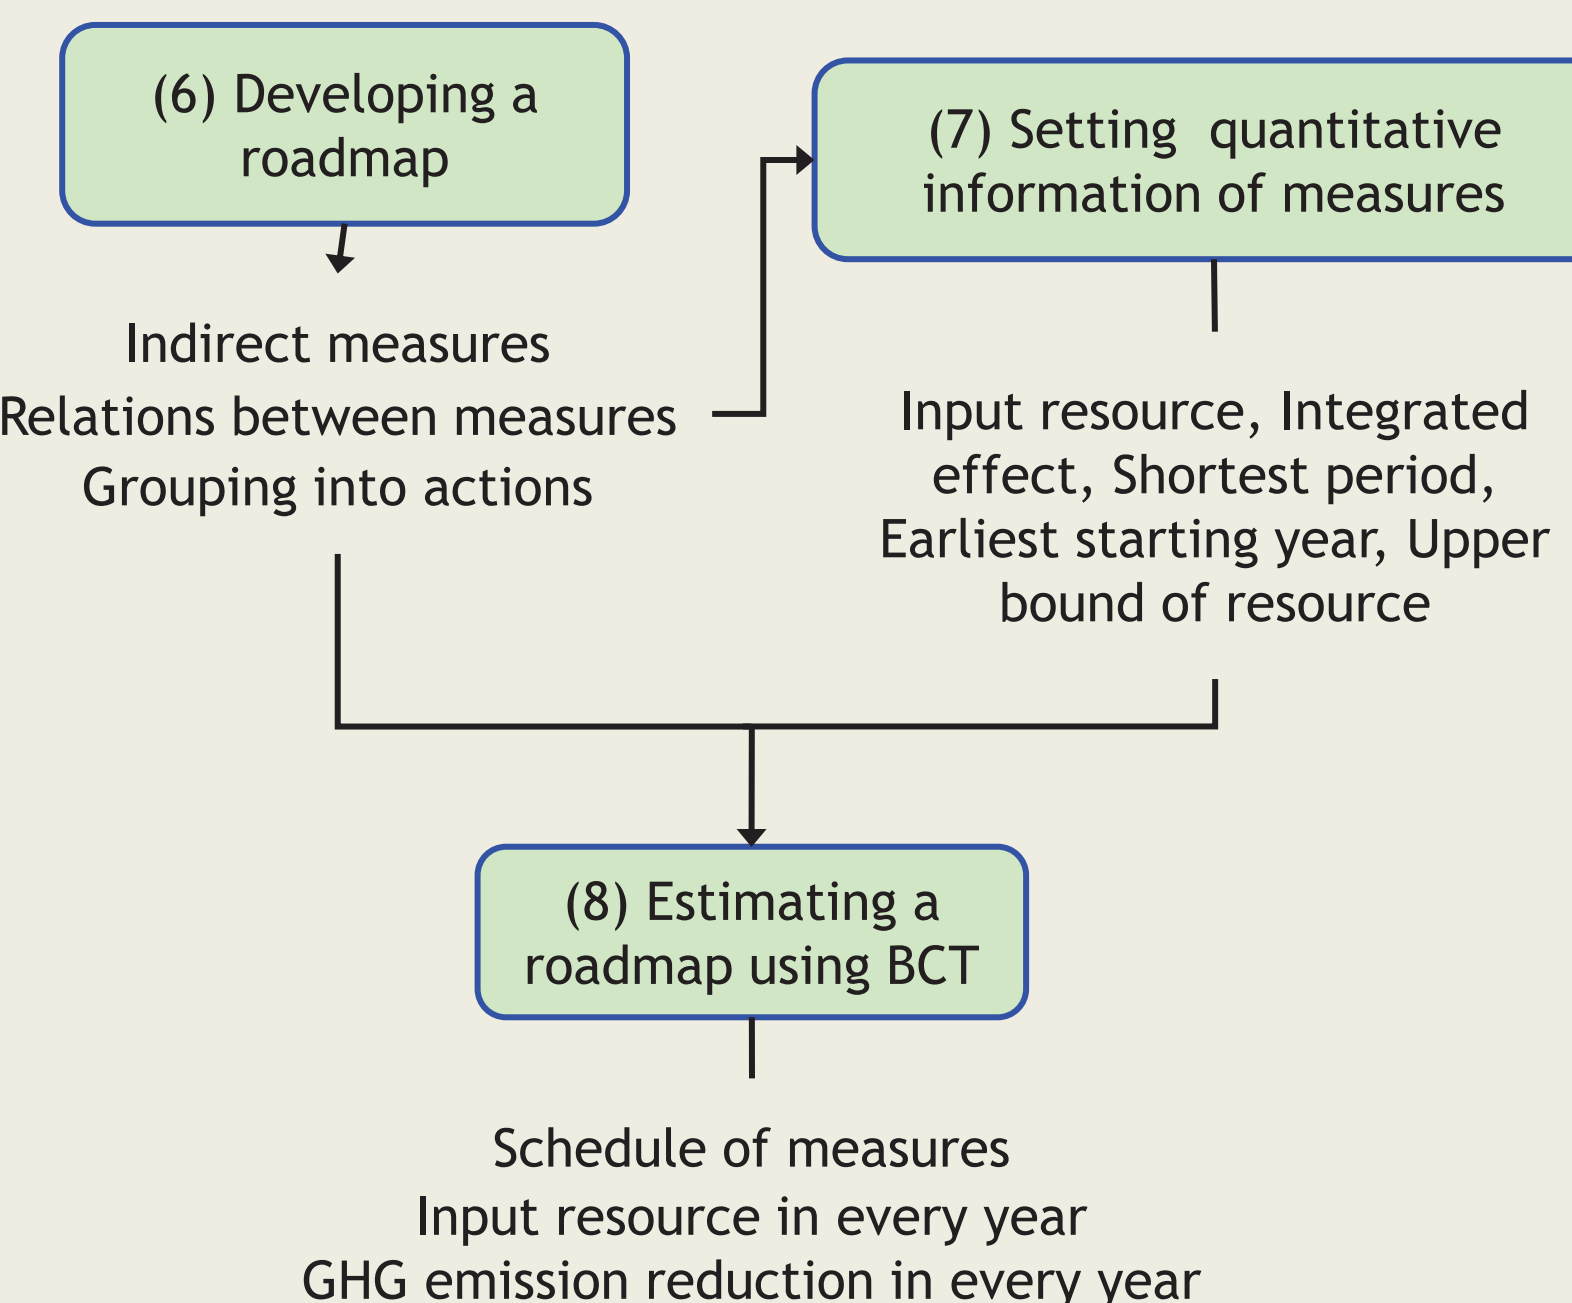 (6) Developing a
roadmap
Indirect measures
Relations between measures
Grouping into actions
(7) Setting quantitative
information of measures
Input resource, Integrated
effect, Shortest period,
Earliest starting year, Upper
bound of resource
(8) Estimating a
roadmap using BCT
Schedule of measures
Input resource in every year
GHG emission reduction in every year